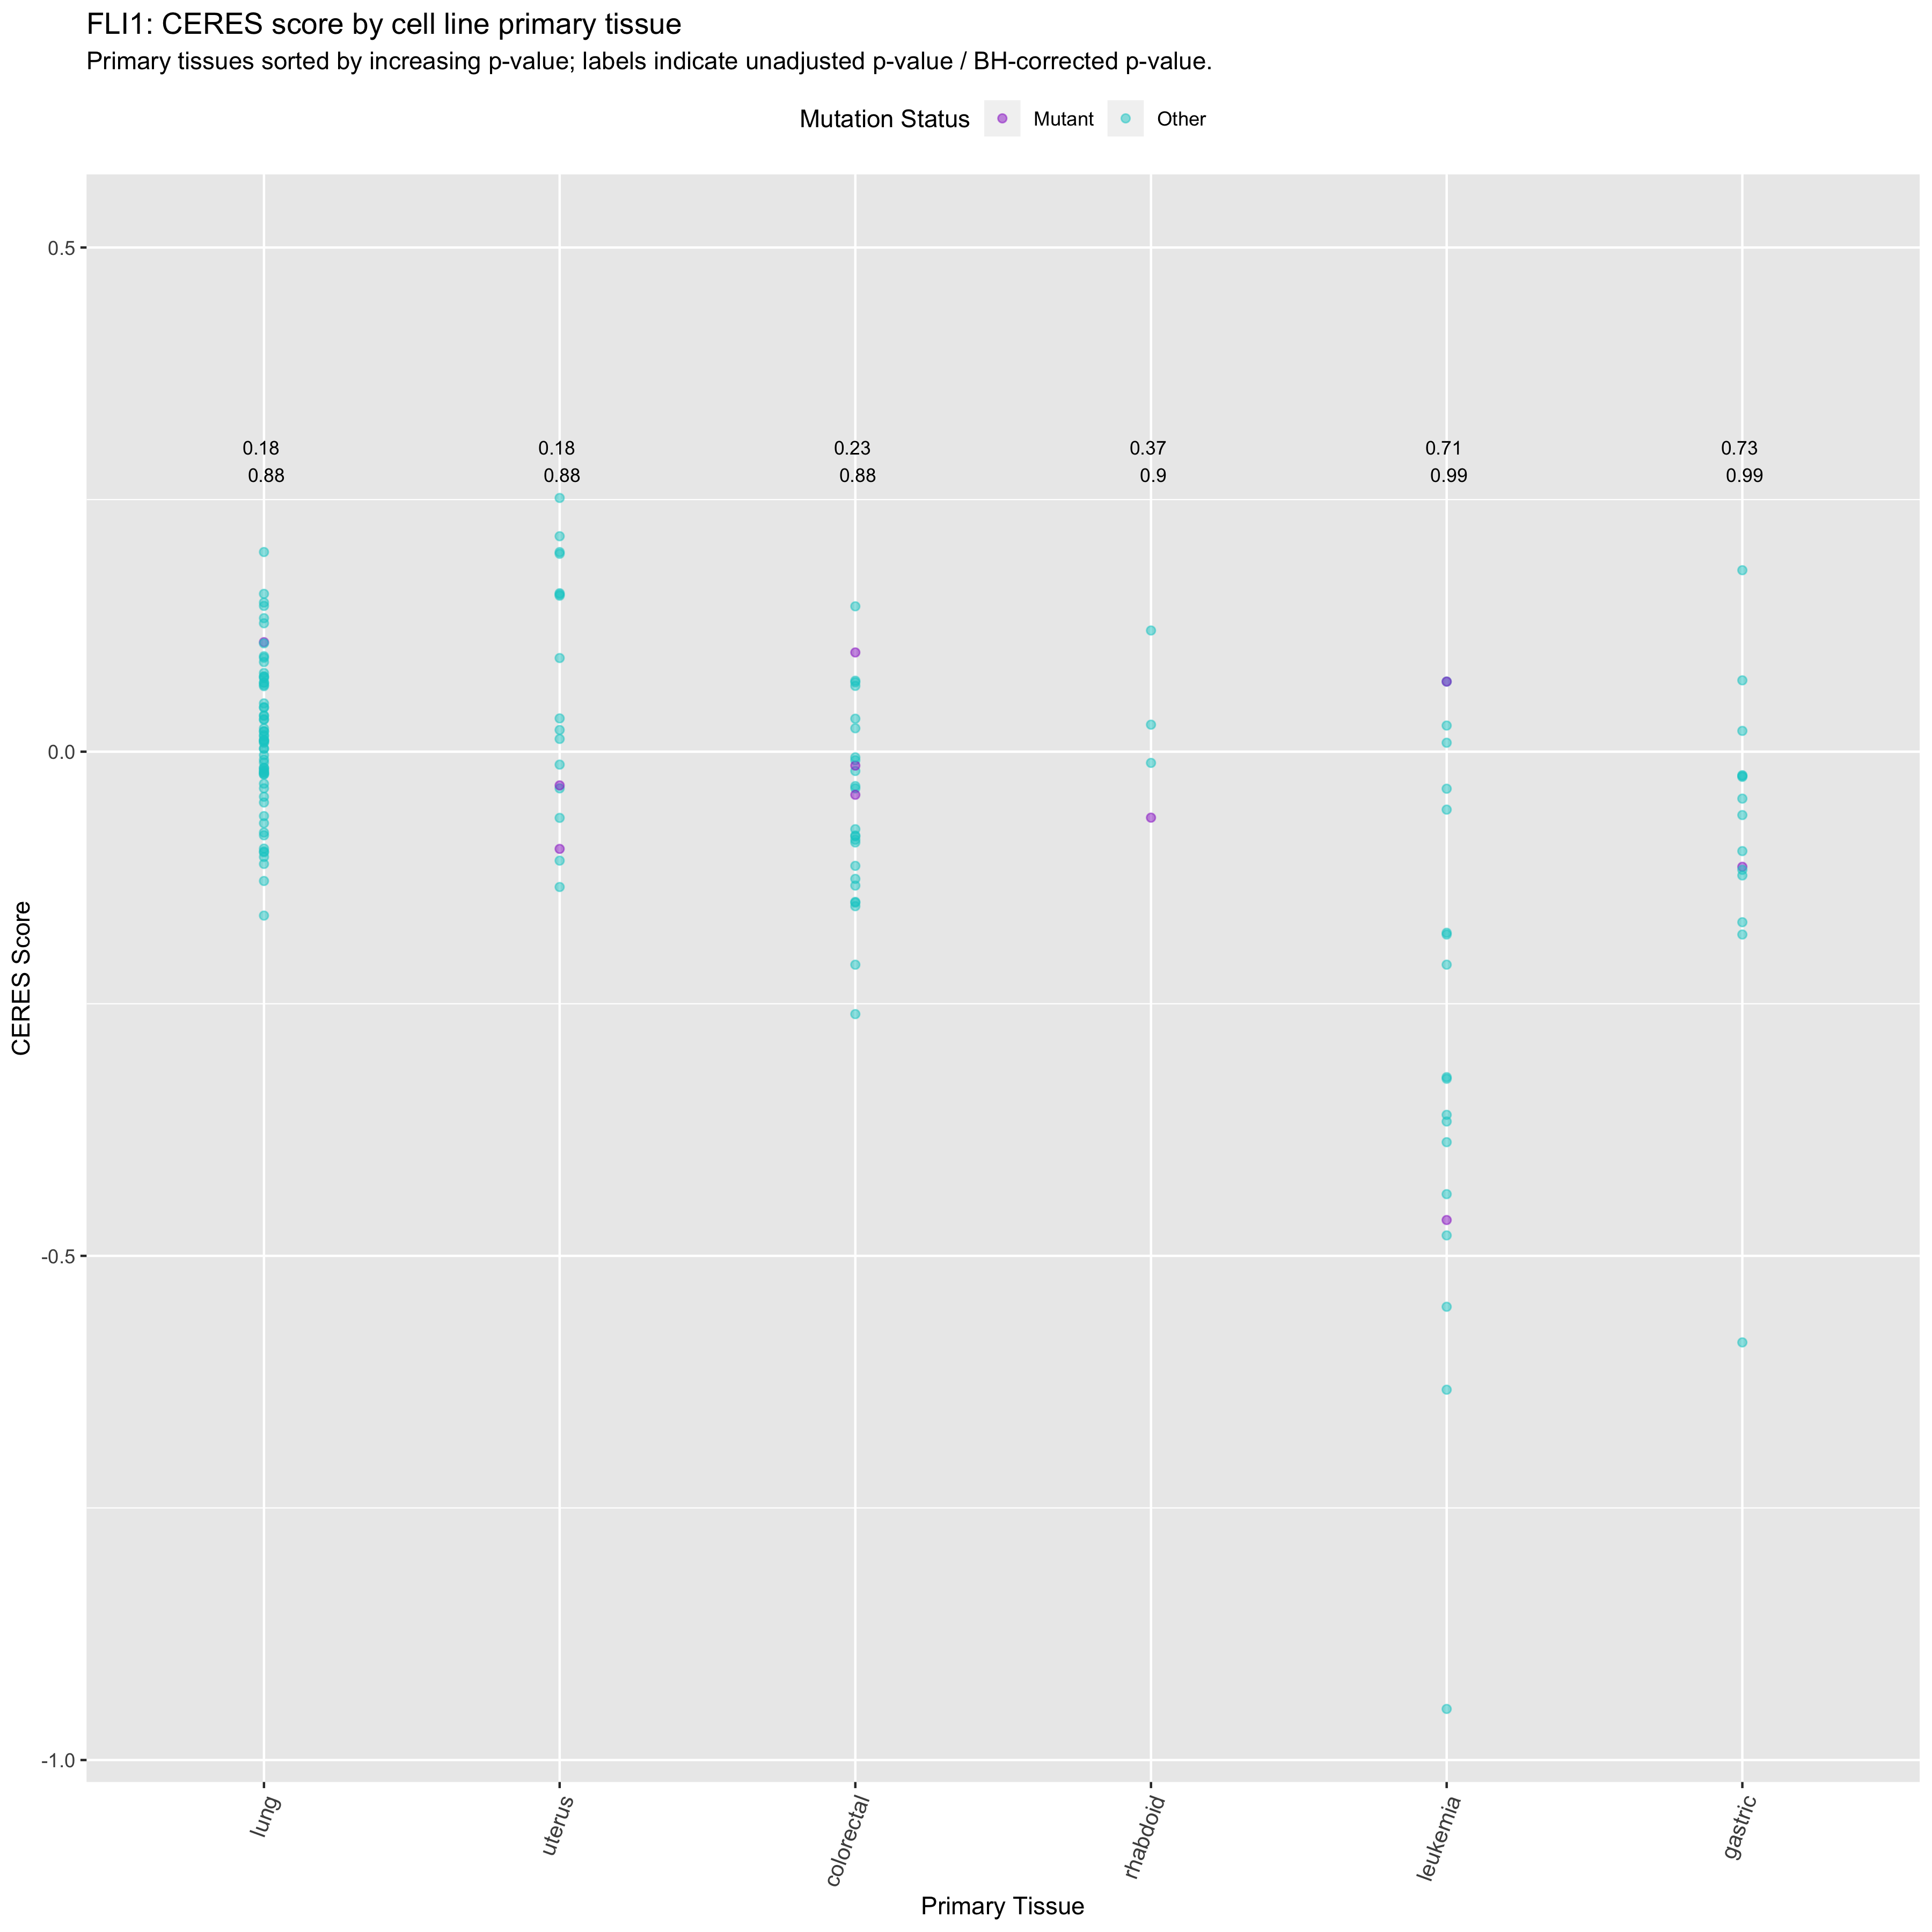 FLI1: CERES score by cell line primary tissue
Primary tissues sorted by increasing p-value; labels indicate unadjusted p-value / BH-corrected p-value.
Mutation Status Mutant Other
0.5
0.18 0.18 0.23 0.37 0.71 0.73
0.88 0.88 0.88 0.9 0.99 0.99
0.0
CERES Score
-0.5
-1.0
lung uterus colorectal rhabdoid leukemia gastric
Primary Tissue